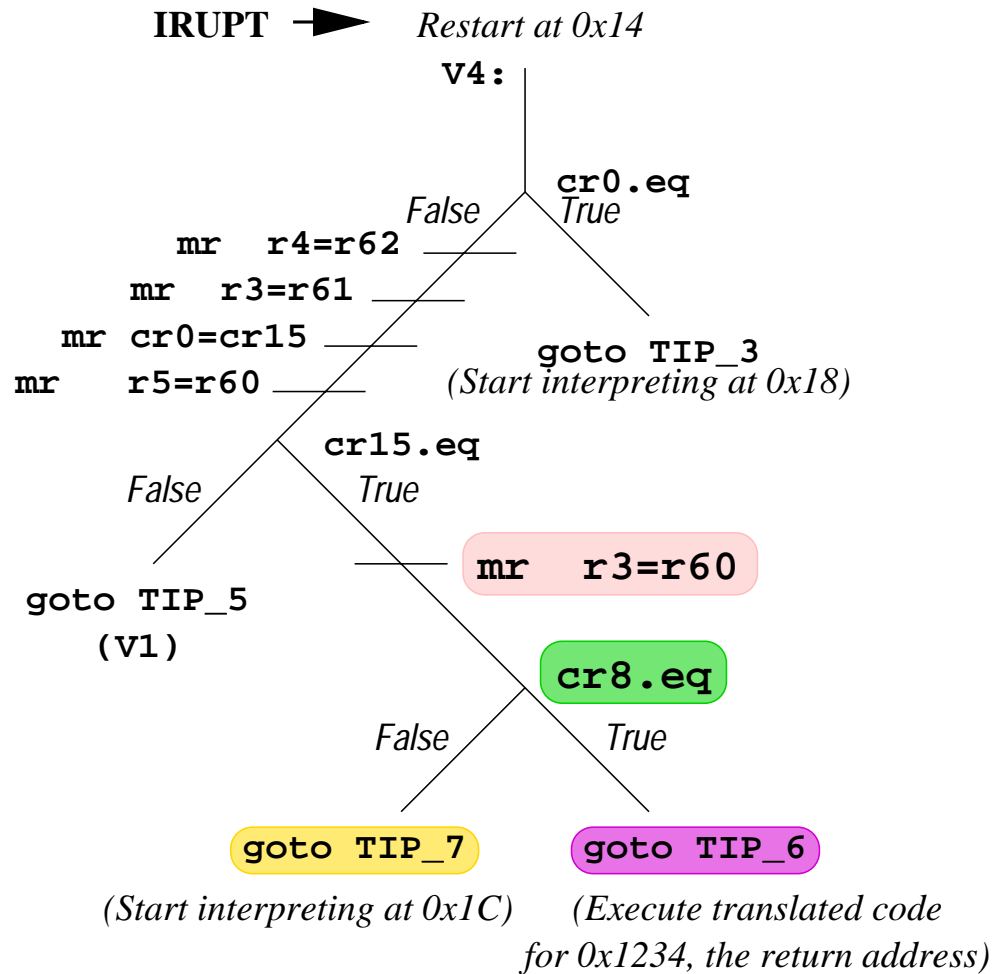 IRUPT Restart at 0x14
V4:
cr0.eq
False True
mr r4=r62
mr r3=r61
mr cr0=cr15
goto TIP_3
mr r5=r60
(Start interpreting at 0x18)
cr15.eq
False True
mr r3=r60
goto TIP_5
(V1)
cr8.eq
False True
goto TIP_7 goto TIP_6
(Start interpreting at 0x1C) (Execute translated code
for 0x1234, the return address)